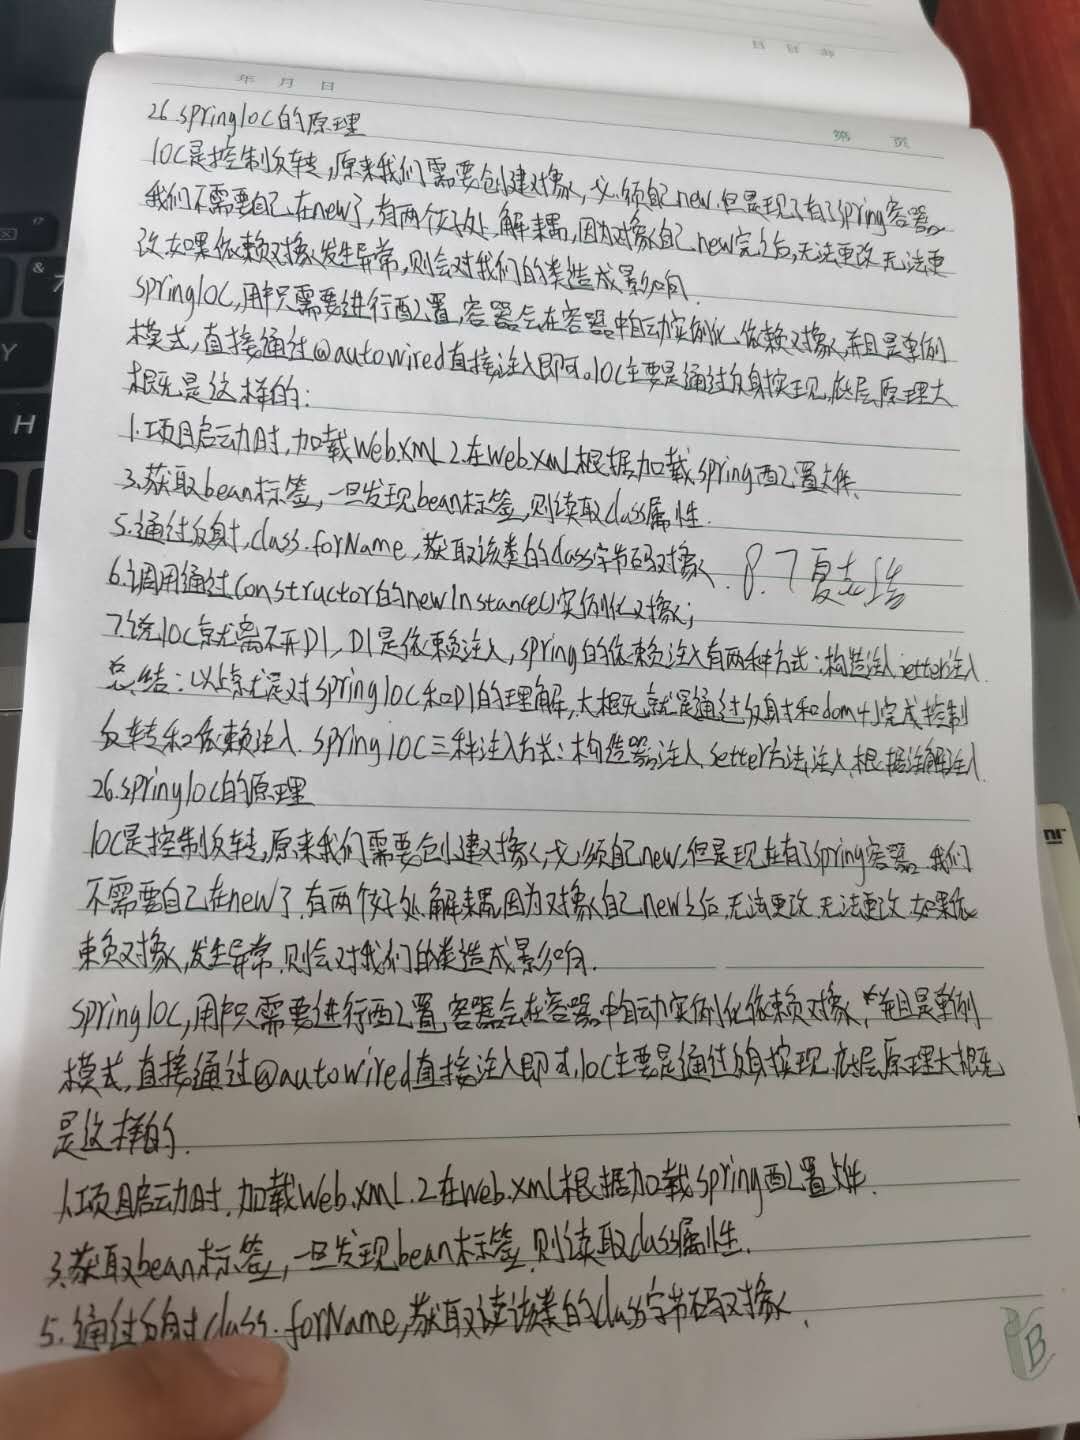 年 月 日
第 页
26.springIOC的原理
IOC是控制反转,原来我们需要创建对象,必须自己new.但是现在有了spring容器,
我们不需要自己在new了,有两个好处,解耦,因为对象自己new完之后,无法更改无法更
改,如果依赖对象发生异常,则会对我们的类造成影响.
springIOC,用户只需要进行配置,容器会在容器中自动实例化依赖对象,并且是单例
模式,直接通过@autowired直接注入即可。IOC主要是通过反射实现,底层原理大
概是这样的:
1.项目启动时,加载Web.xml 2.在web.xml根据加载spring配置文件.
3.获取bean标签,一旦发现bean标签,则读取class属性.
5.通过反射,class.forName,获取该类的class字节码对象. 8.7夏志浩
6.调用通过Constructor的newInstance()实例化对象;
7.说IOC就离不开DI,DI是依赖注入,spring的依赖注入有两种方式:构造注入,setter注入.
总结:以上就是对springIOC和DI的理解,大概就是通过反射和dom4j完成控制
反转和依赖注入.springIOC三种注入方式:构造器注入,setter方法注入,根据注解注入.
26.springIOC的原理
IOC是控制反转,原来我们需要创建对象,必须自己new,但是现在有了spring容器,我们
不需要自己在new了.有两个好处.解耦,因为对象自己new之后,无法更改无法更改.如果依
赖对象,发生异常,则会对我们的类造成影响.
springIOC,用户只需要进行配置,容器会在容器中自动实例化依赖对象,并且是单例
模式,直接通过@autowired直接注入即可,IOC主要是通过反射实现.底层原理大概
是这样的.
1.项目启动时,加载Web.xml.2在web.xml根据加载spring配置文件.
3.获取bean标签,一旦发现bean标签,则读取class属性.
5.通过反射class.forName,获取读该类的class字节码对象.
B